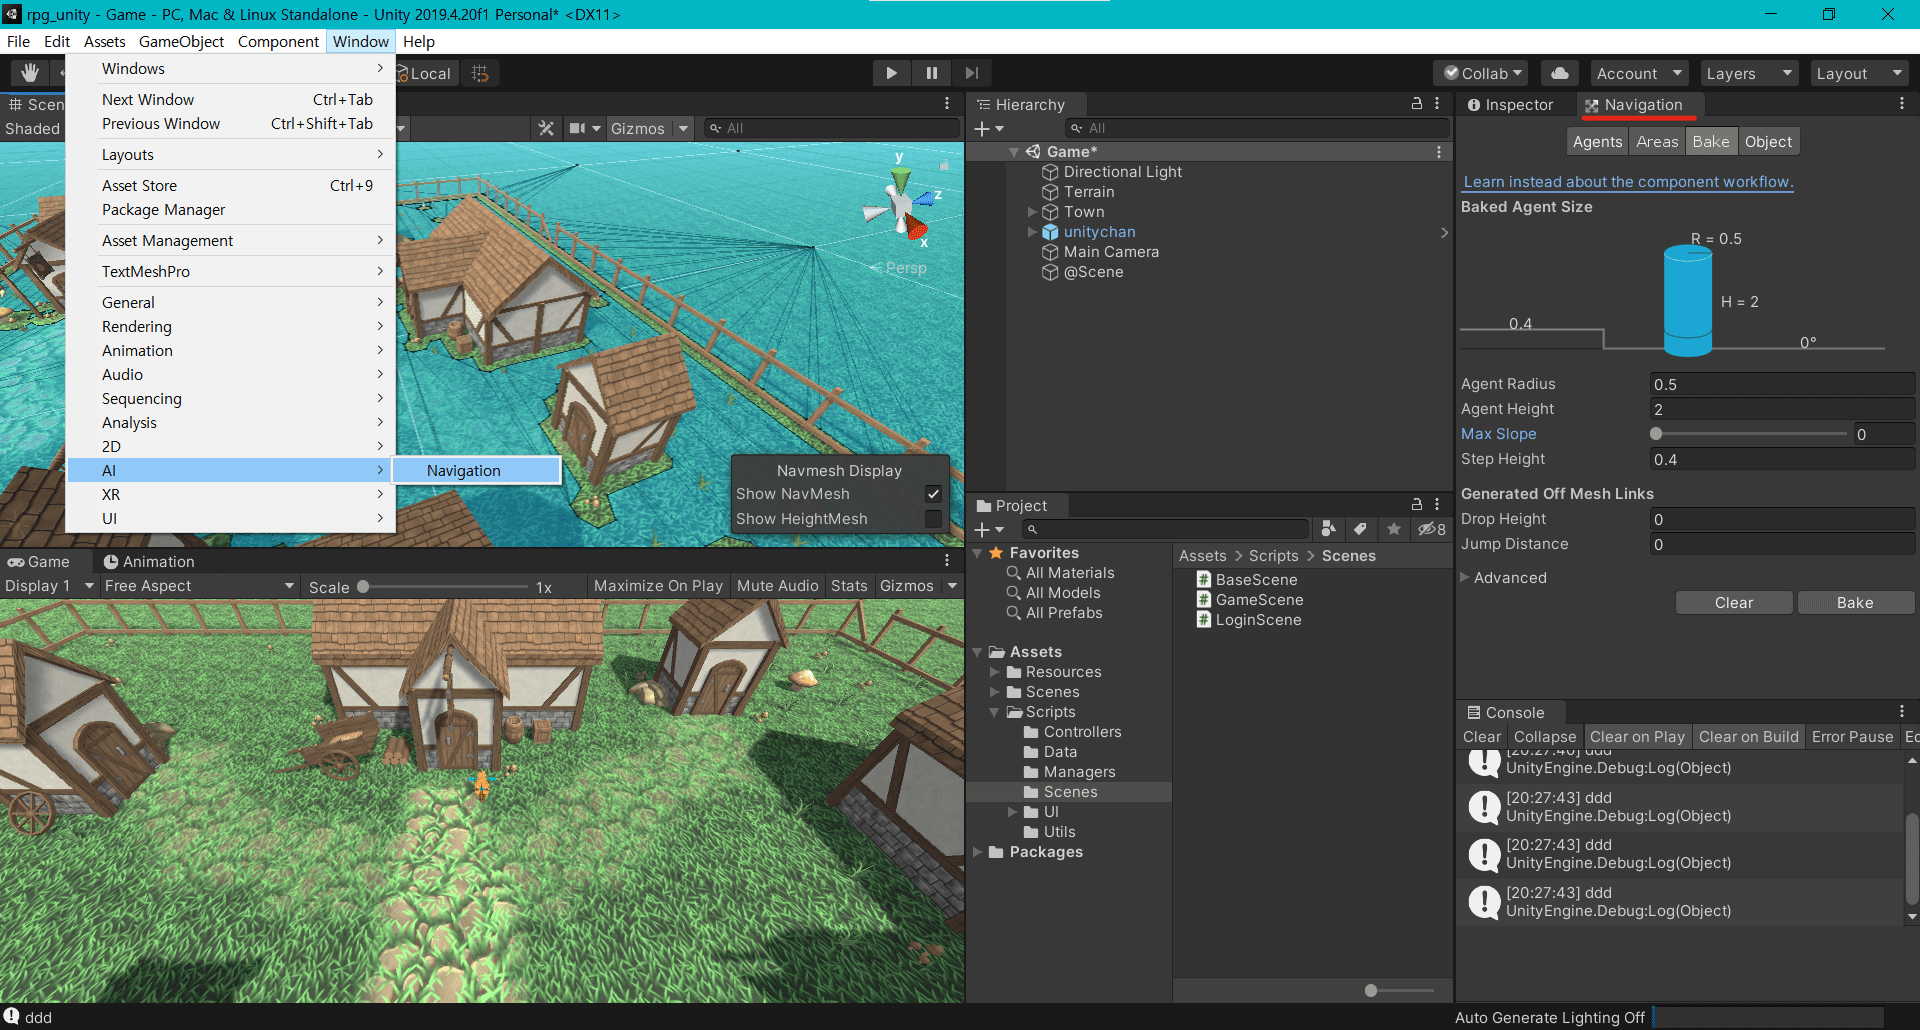 rpg_unity - Game - PC, Mac & Linux Standalone - Unity 2019.4.20f1 Personal* <DX11>
File Edit Assets GameObject Component Window Help
Windows
Next Window Ctrl+Tab
Previous Window Ctrl+Shift+Tab
Layouts
Asset Store Ctrl+9
Package Manager
Asset Management
TextMeshPro
General
Rendering
Animation
Audio
Sequencing
Analysis
2D
AI
XR
UI
Navigation
Local
Collab Account Layers Layout
Scen
Shaded
Gizmos All
y
z
x
Persp
Navmesh Display
Show NavMesh
Show HeightMesh
Game Animation
Display 1 Free Aspect Scale 1x Maximize On Play Mute Audio Stats Gizmos
Hierarchy
All
Game*
Directional Light
Terrain
Town
unitychan
Main Camera
@Scene
Project
8
Favorites
All Materials
All Models
All Prefabs
Assets
Resources
Scenes
Scripts
Controllers
Data
Managers
Scenes
UI
Utils
Packages
Assets > Scripts > Scenes
BaseScene
GameScene
LoginScene
Inspector Navigation
Agents Areas Bake Object
Learn instead about the component workflow.
Baked Agent Size
R = 0.5
H = 2
0.4
0°
Agent Radius 0.5
Agent Height 2
Max Slope 0
Step Height 0.4
Generated Off Mesh Links
Drop Height 0
Jump Distance 0
Advanced
Clear Bake
Console
Clear Collapse Clear on Play Clear on Build Error Pause Ec
[20:27:40] ddd
UnityEngine.Debug:Log(Object)
[20:27:43] ddd
UnityEngine.Debug:Log(Object)
[20:27:43] ddd
UnityEngine.Debug:Log(Object)
[20:27:43] ddd
UnityEngine.Debug:Log(Object)
ddd
Auto Generate Lighting Off